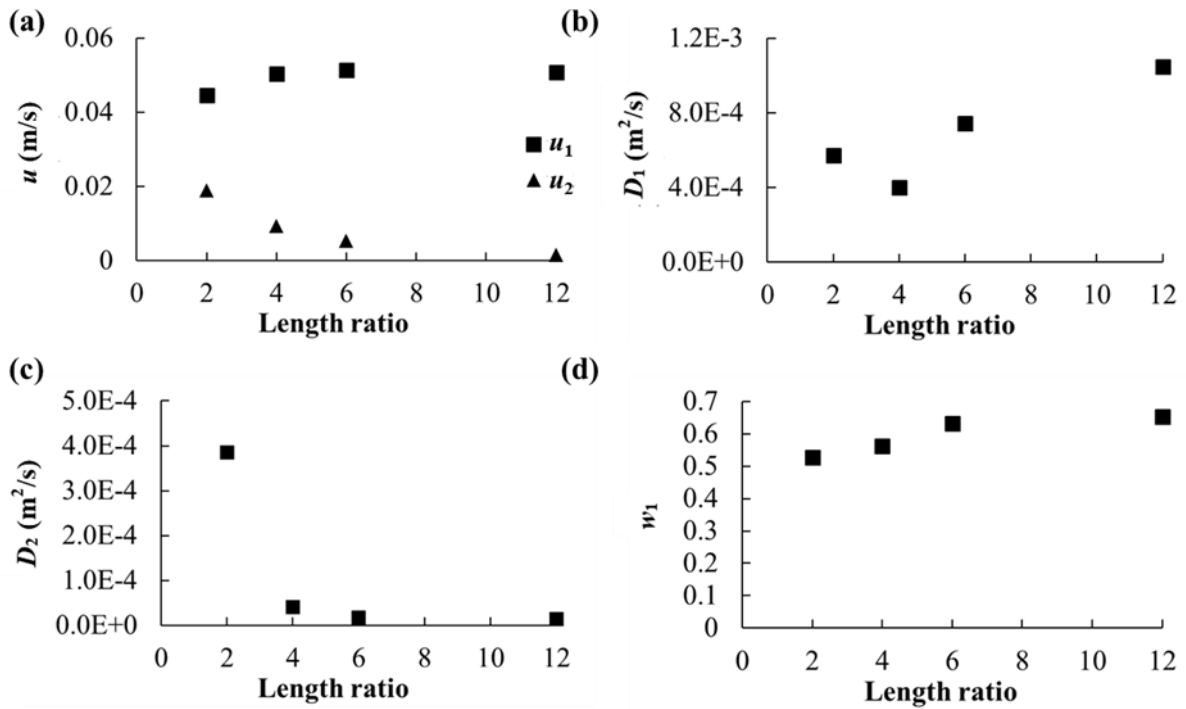 (a)
u (m/s)
0.06
0.04
0.02
0
u₁
u₂
0 2 4 6 8 10 12
Length ratio
(b)
D₁ (m²/s)
1.2E-3
8.0E-4
4.0E-4
0.0E+0
0 2 4 6 8 10 12
Length ratio
(c)
D₂ (m²/s)
5.0E-4
4.0E-4
3.0E-4
2.0E-4
1.0E-4
0.0E+0
0 2 4 6 8 10 12
Length ratio
(d)
w₁
0.7
0.6
0.5
0.4
0.3
0.2
0.1
0
0 2 4 6 8 10 12
Length ratio